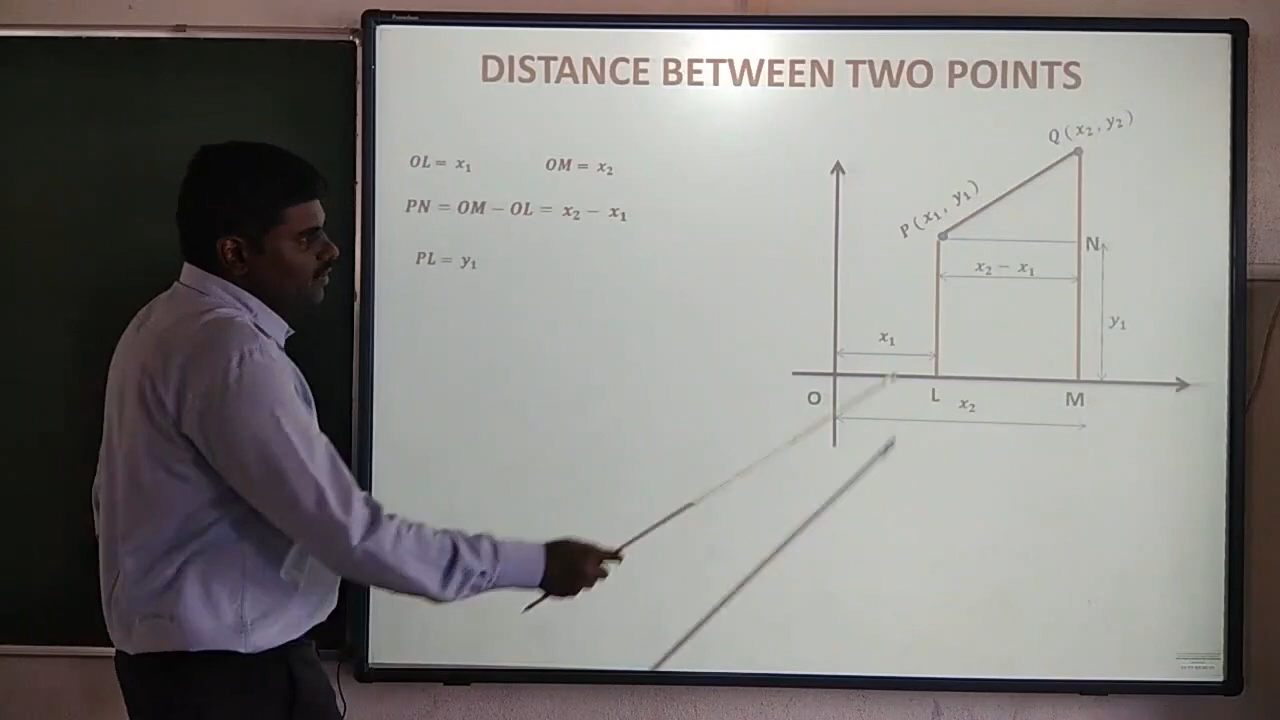 DISTANCE BETWEEN TWO POINTS
OL = x₁ OM = x₂
PN = OM − OL = x₂ − x₁
PL = y₁
Q (x₂, y₂)
P (x₁, y₁)
N
x₂ − x₁
y₁
x₁
O
L
x₂
M